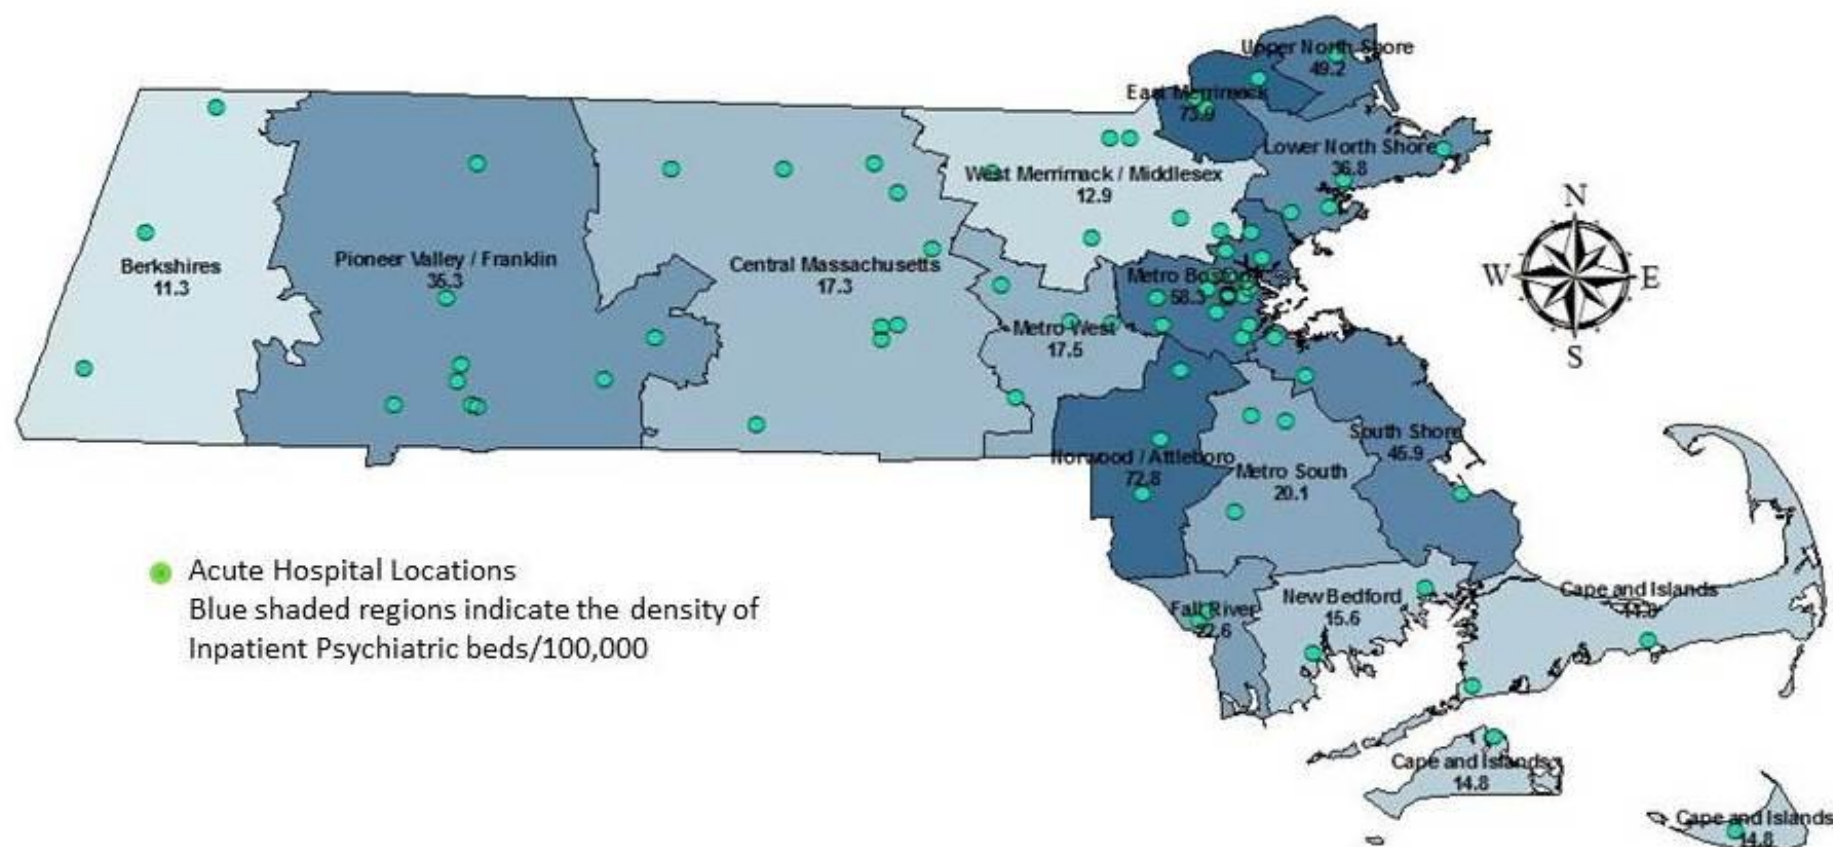 Upper North Shore
49.2
East Merrimack
73.9
Lower North Shore
36.8
West Merrimack / Middlesex
12.9
N
W
E
S
Berkshires
11.3
Pioneer Valley / Franklin
35.3
Central Massachusetts
17.3
Metro Boston
58.3
Metro West
17.5
South Shore
45.9
Norwood / Attleboro
72.8
Metro South
20.1
Acute Hospital Locations
Blue shaded regions indicate the density of
Inpatient Psychiatric beds/100,000
Fall River
22.6
New Bedford
15.6
Cape and Islands
14.8
Cape and Islands
14.8
Cape and Islands
14.8